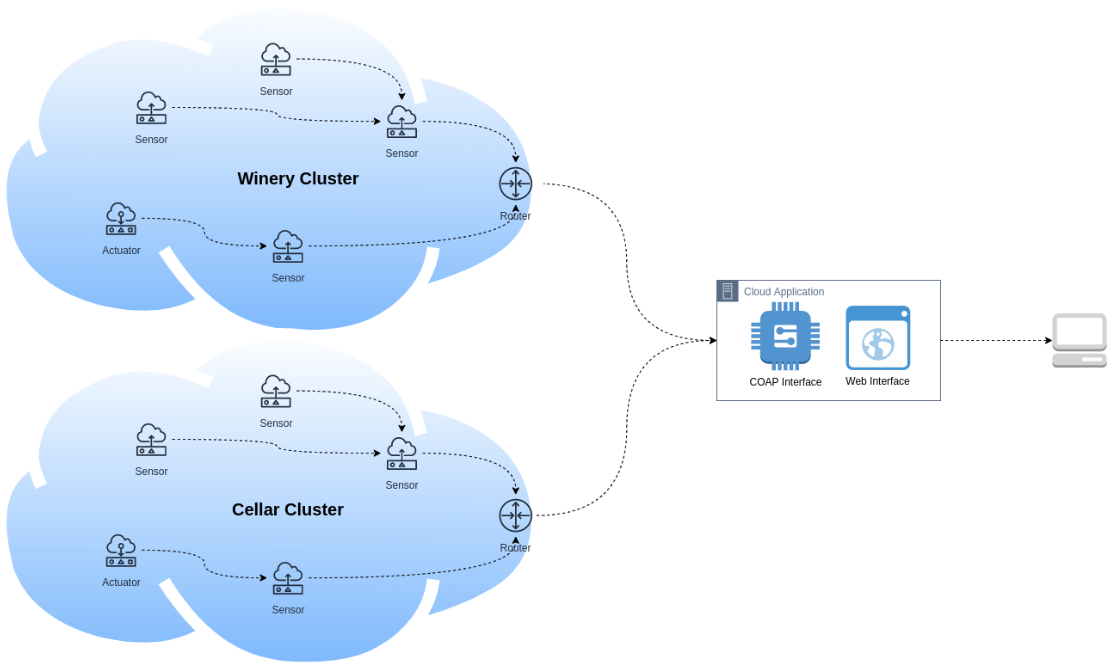 Sensor
Sensor
Sensor
Winery Cluster
Router
Actuator
Sensor
Cloud Application
COAP Interface
Web Interface
Sensor
Sensor
Sensor
Cellar Cluster
Router
Actuator
Sensor